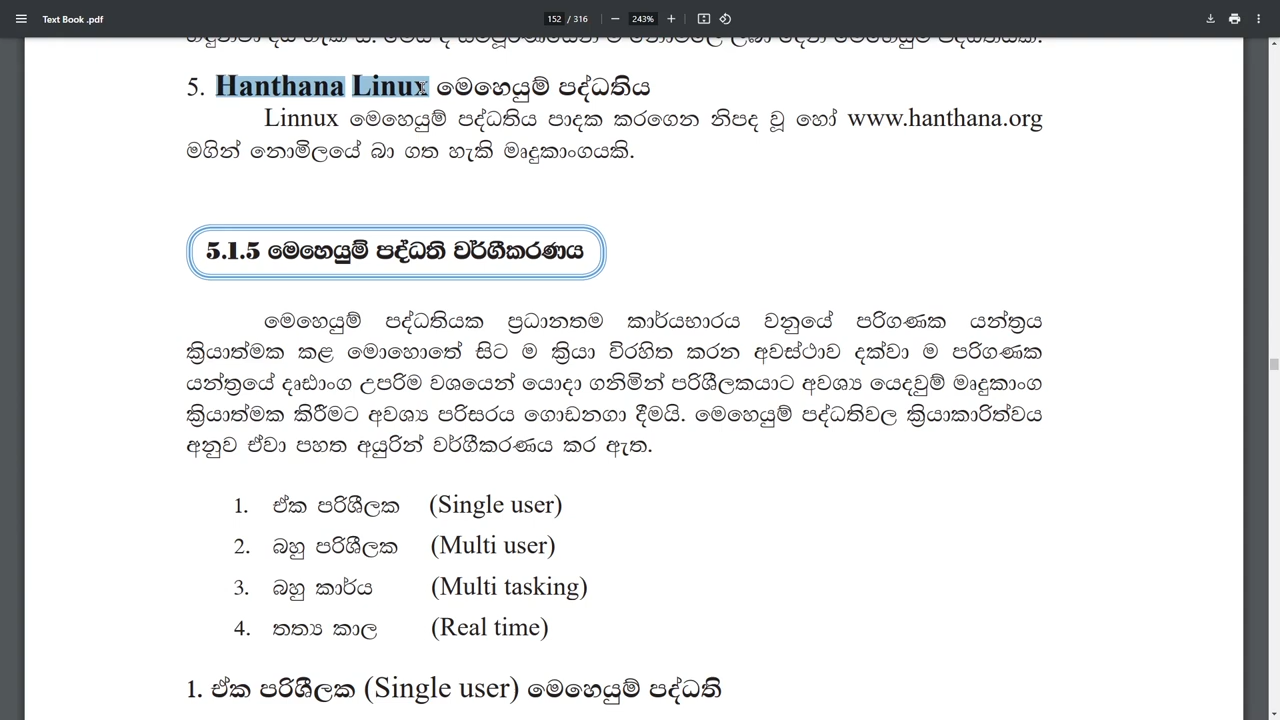 Text Book .pdf
152 / 316
243%
5. Hanthana Linux මෙහෙයුම් පද්ධතිය
Linnux මෙහෙයුම් පද්ධතිය පාදක කරගෙන නිපද වූ හෝ www.hanthana.org
මගින් නොමිලයේ බා ගත හැකි මෘදුකාංගයකි.
5.1.5 මෙහෙයුම් පද්ධති වර්ගීකරණය
මෙහෙයුම් පද්ධතියක ප්‍රධානතම කාර්යභාරය වනුයේ පරිගණක යන්ත්‍රය
ක්‍රියාත්මක කළ මොහොතේ සිට ම ක්‍රියා විරහිත කරන අවස්ථාව දක්වා ම පරිගණක
යන්ත්‍රයේ දෘඪාංග උපරිම වශයෙන් යොදා ගනිමින් පරිශීලකයාට අවශ්‍ය යෙදවුම් මෘදුකාංග
ක්‍රියාත්මක කිරීමට අවශ්‍ය පරිසරය ගොඩනගා දීමයි. මෙහෙයුම් පද්ධතිවල ක්‍රියාකාරිත්වය
අනුව ඒවා පහත අයුරින් වර්ගීකරණය කර ඇත.
1. ඒක පරිශීලක (Single user)
2. බහු පරිශීලක (Multi user)
3. බහු කාර්ය (Multi tasking)
4. තත්‍ය කාල (Real time)
1. ඒක පරිශීලක (Single user) මෙහෙයුම් පද්ධති